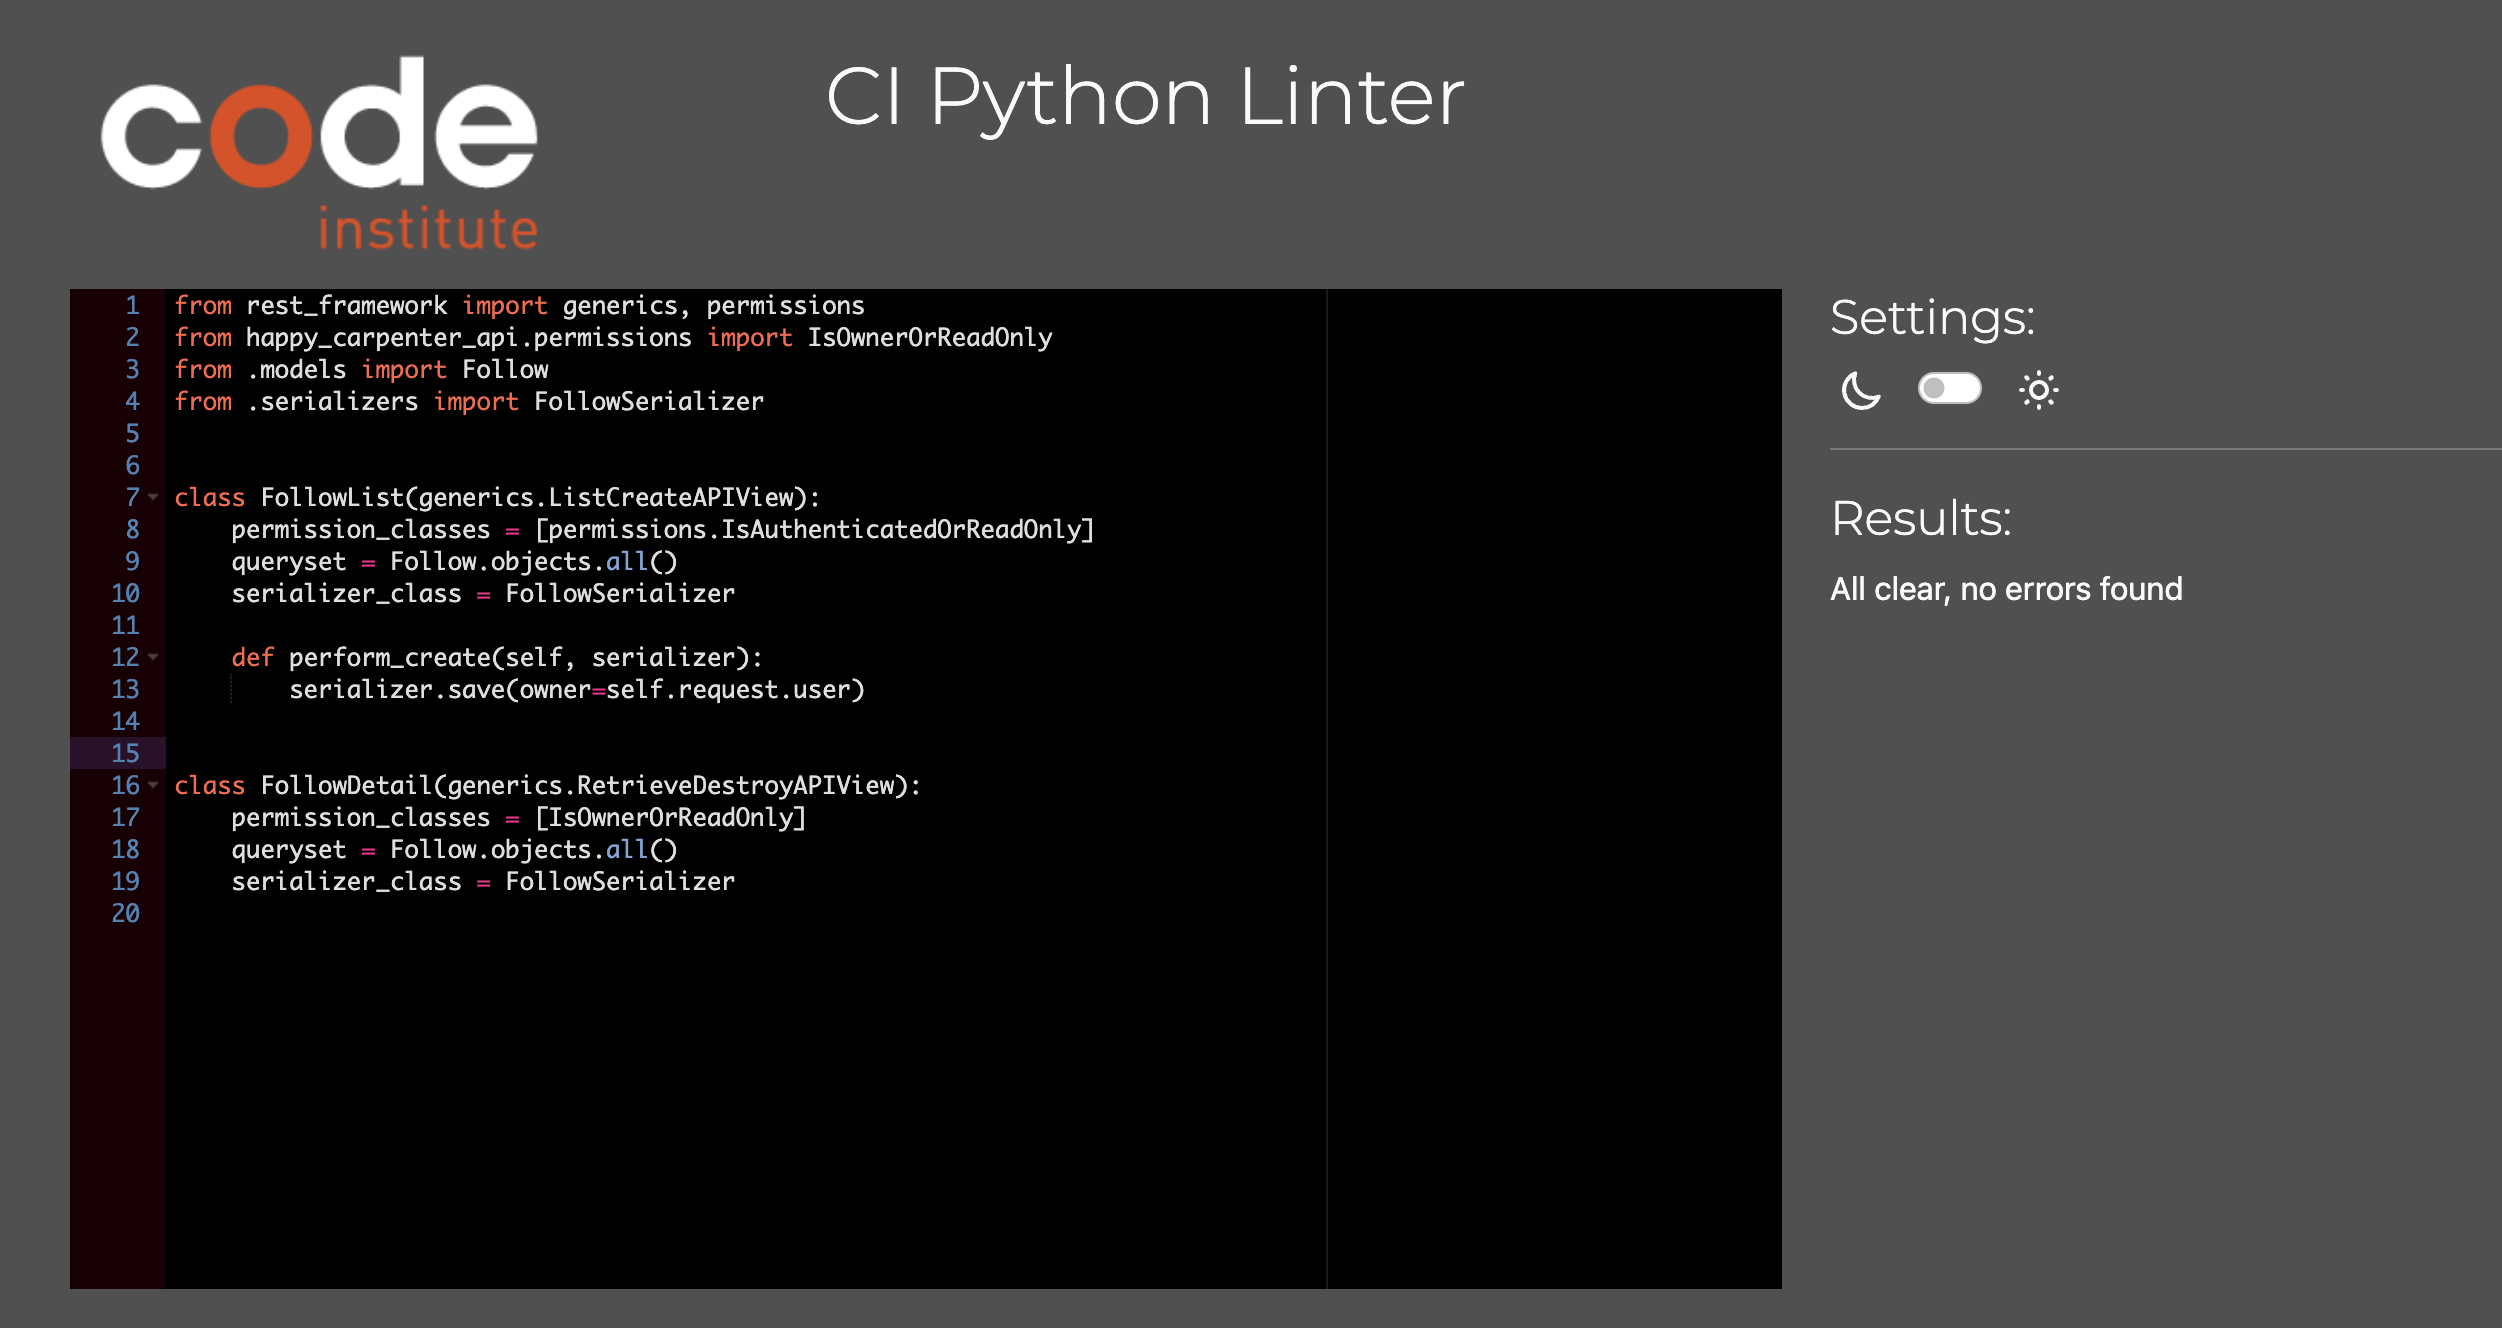 code
institute
CI Python Linter
1 from rest_framework import generics, permissions
2 from happy_carpenter_api.permissions import IsOwnerOrReadOnly
3 from .models import Follow
4 from .serializers import FollowSerializer
5
6
7 class FollowList(generics.ListCreateAPIView):
8     permission_classes = [permissions.IsAuthenticatedOrReadOnly]
9     queryset = Follow.objects.all()
10     serializer_class = FollowSerializer
11
12     def perform_create(self, serializer):
13         serializer.save(owner=self.request.user)
14
15
16 class FollowDetail(generics.RetrieveDestroyAPIView):
17     permission_classes = [IsOwnerOrReadOnly]
18     queryset = Follow.objects.all()
19     serializer_class = FollowSerializer
20
Settings:
Results:
All clear, no errors found